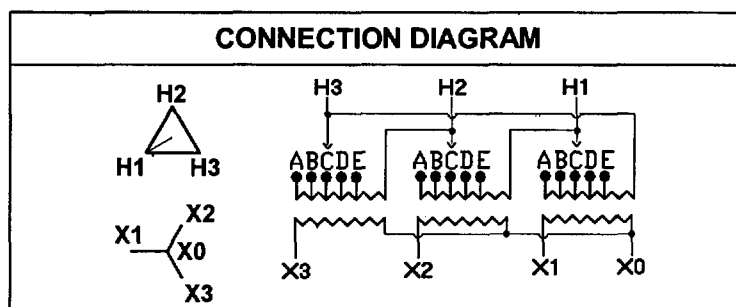 CONNECTION DIAGRAM
H2
H1 H3
X1 X2
X0
X3
H3 H2 H1
ABCDE ABCDE ABCDE
X3 X2 X1 X0